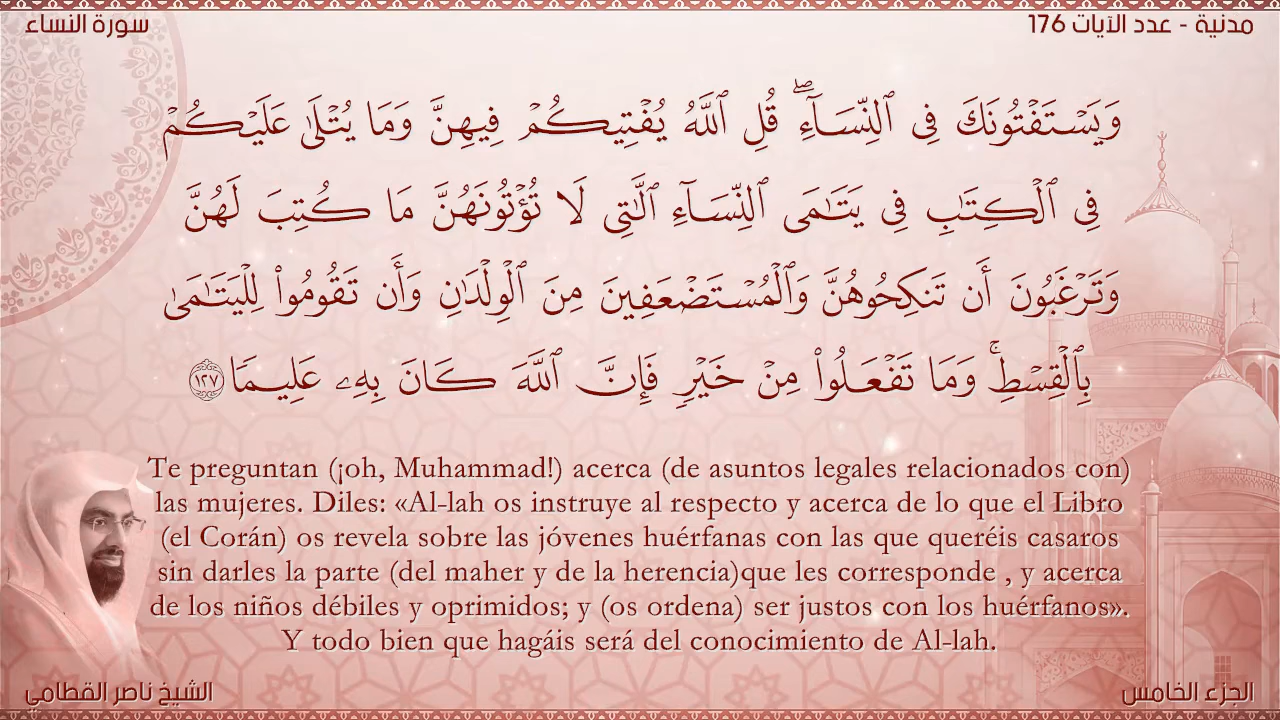 سورة النساء
مدنية - عدد الآيات 176
وَيَسْتَفْتُونَكَ فِى ٱلنِّسَآءِۖ قُلِ ٱللَّهُ يُفْتِيكُمْ فِيهِنَّ وَمَا يُتْلَىٰ عَلَيْكُمْ
فِى ٱلْكِتَٰبِ فِى يَتَٰمَى ٱلنِّسَآءِ ٱلَّٰتِى لَا تُؤْتُونَهُنَّ مَا كُتِبَ لَهُنَّ
وَتَرْغَبُونَ أَن تَنكِحُوهُنَّ وَٱلْمُسْتَضْعَفِينَ مِنَ ٱلْوِلْدَٰنِ وَأَن تَقُومُوا۟ لِلْيَتَٰمَىٰ
بِٱلْقِسْطِۚ وَمَا تَفْعَلُوا۟ مِنْ خَيْرٍ فَإِنَّ ٱللَّهَ كَانَ بِهِۦ عَلِيمًا ١٢٧
Te preguntan (¡oh, Muhammad!) acerca (de asuntos legales relacionados con)
las mujeres. Diles: «Al-lah os instruye al respecto y acerca de lo que el Libro
(el Corán) os revela sobre las jóvenes huérfanas con las que queréis casaros
sin darles la parte (del maher y de la herencia)que les corresponde , y acerca
de los niños débiles y oprimidos; y (os ordena) ser justos con los huérfanos».
Y todo bien que hagáis será del conocimiento de Al-lah.
الشيخ ناصر القطامي
الجزء الخامس